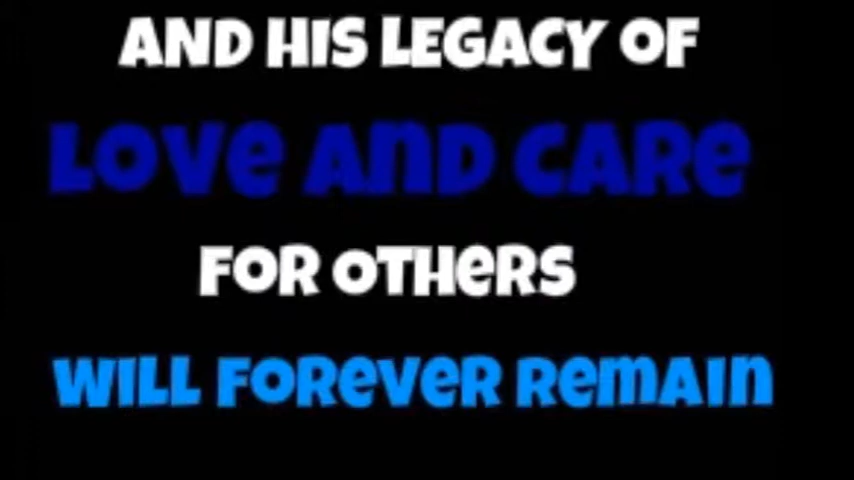 AND HIS LEGACY OF
LOVe AND CARe
FOR OTHeRS
WILL FOReVeR ReMAIN